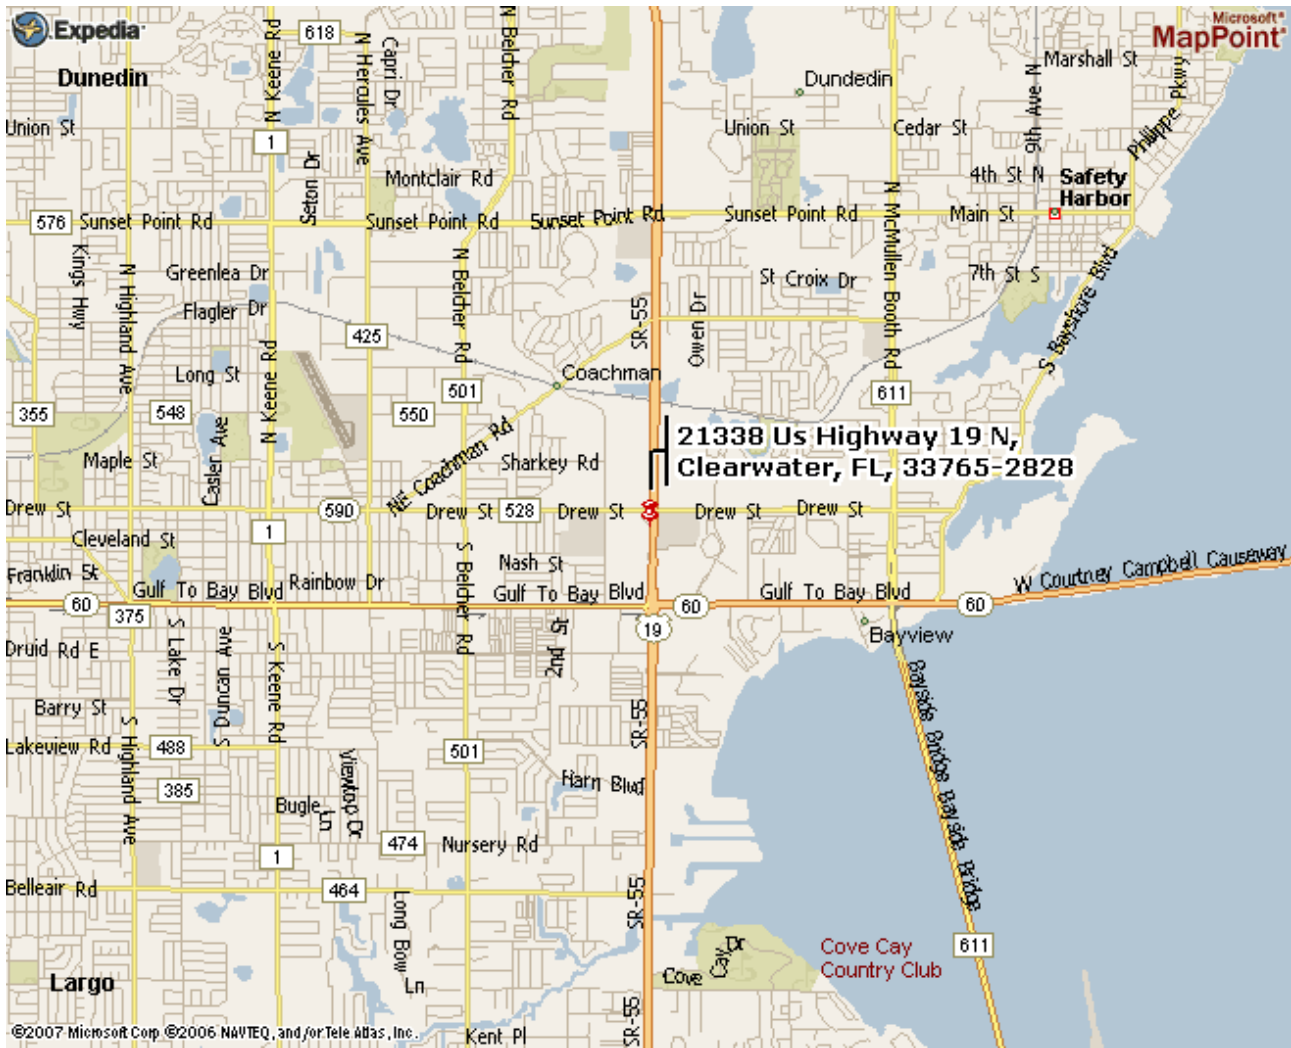 Expedia
Microsoft
MapPoint
618
Dunedin
N Keene Rd
N Hercules Ave
Capri Dr
N Belcher Rd
Dundedin
Marshall St
9th Ave N
Pkwy
Philippe
Union St
1
Union St
Cedar St
Seton Dr
Montclair Rd
4th St N
Safety
Harbor
576
Sunset Point Rd
Sunset Point Rd
Sunset Point Rd
Sunset Point Rd
Main St
Kings Hwy
N Highland Ave
Greenlea Dr
Flagler Dr
N Belcher Rd
St Croix Dr
N McMullen Booth Rd
7th St S
S Bayshore Blvd
SR-55
Owen Dr
425
N Keene Rd
Long St
Coachman
501
611
355
548
550
Casler Ave
NE Coachman Rd
21338 Us Highway 19 N,
Clearwater, FL, 33765-2828
Maple St
Sharkey Rd
Drew St
590
Drew St
528
Drew St
Drew St
Drew St
1
Cleveland St
Franklin St
S Belcher Rd
Nash St
Rainbow Dr
Gulf To Bay Blvd
Gulf To Bay Blvd
Gulf To Bay Blvd
W Courtney Campbell Causeway
60
375
60
60
19
Bayview
Druid Rd E
S Lake Dr
S Duncan Ave
S Keene Rd
2nd St
Barry St
S Highland Ave
SR-55
Bayside Bridge
Bayside Bridge
Lakeview Rd
488
501
385
Viewtop Dr
Harn Blvd
Bugle Ln
474
Nursery Rd
1
Belleair Rd
464
Long Bow Ln
SR-55
Cove Cay Dr
Cove Cay
Country Club
611
Largo
SR-55
©2007 Microsoft Corp ©2006 NAVTEQ, and/or Tele Atlas, Inc.
Kent Pl